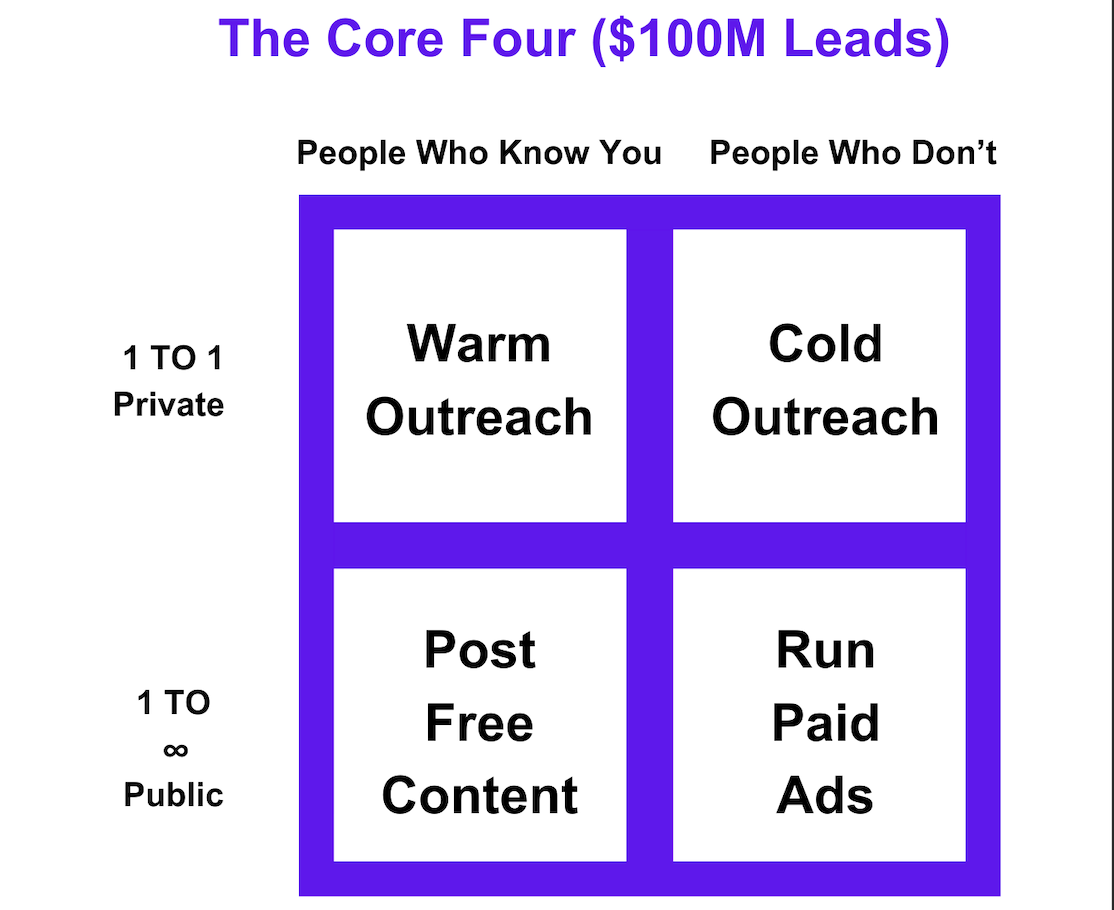 The Core Four ($100M Leads)
People Who Know You
People Who Don’t
1 TO 1
Private
Warm
Outreach
Cold
Outreach
1 TO
∞
Public
Post
Free
Content
Run
Paid
Ads